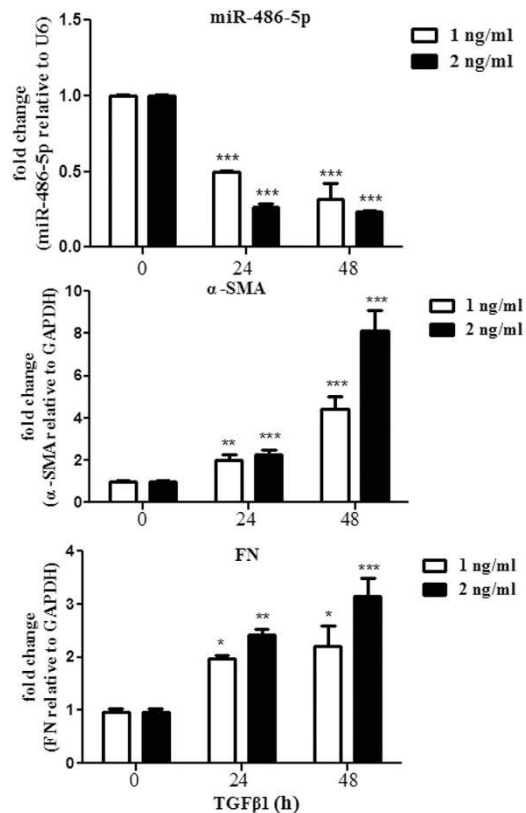 miR-486-5p
fold change
(miR-486-5p relative to U6)
1.0
0.5
0.0
***
***
***
***
0
24
48
1 ng/ml
2 ng/ml
α-SMA
fold change
(α-SMA relative to GAPDH)
10
8
6
4
2
0
**
***
***
***
0
24
48
1 ng/ml
2 ng/ml
FN
fold change
(FN relative to GAPDH)
4
3
2
1
0
*
**
*
***
0
24
48
1 ng/ml
2 ng/ml
TGFβ1 (h)